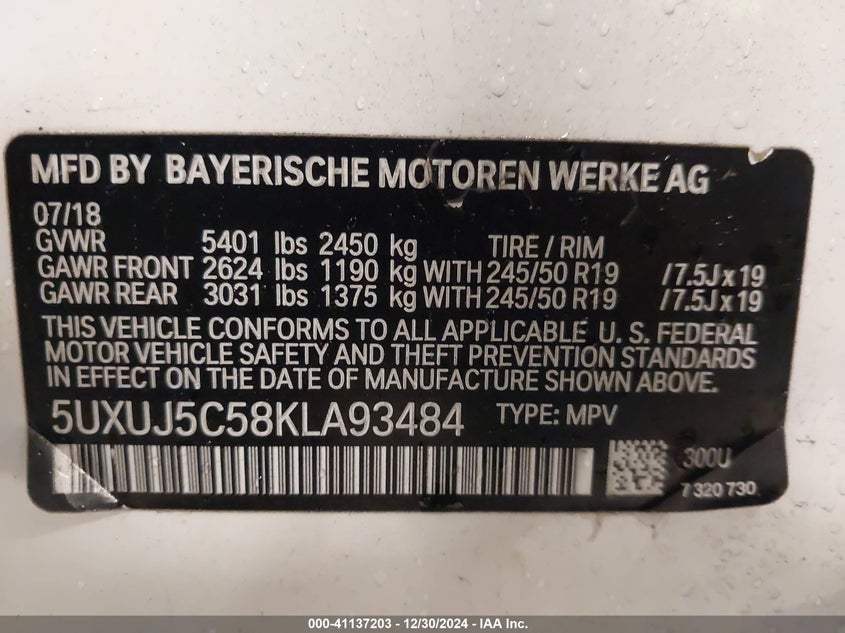 MFD BY BAYERISCHE MOTOREN WERKE AG
07/18
GVWR 5401 lbs 2450 kg TIRE / RIM
GAWR FRONT 2624 lbs 1190 kg WITH 245/50 R19 /7.5J x 19
GAWR REAR 3031 lbs 1375 kg WITH 245/50 R19 /7.5J x 19
THIS VEHICLE CONFORMS TO ALL APPLICABLE U. S. FEDERAL
MOTOR VEHICLE SAFETY AND THEFT PREVENTION STANDARDS
IN EFFECT ON THE DATE OF MANUFACTURE SHOWN ABOVE.
5UXUJ5C58KLA93484 TYPE: MPV
300U
7 320 730
000-41137203 - 12/30/2024 - IAA Inc.